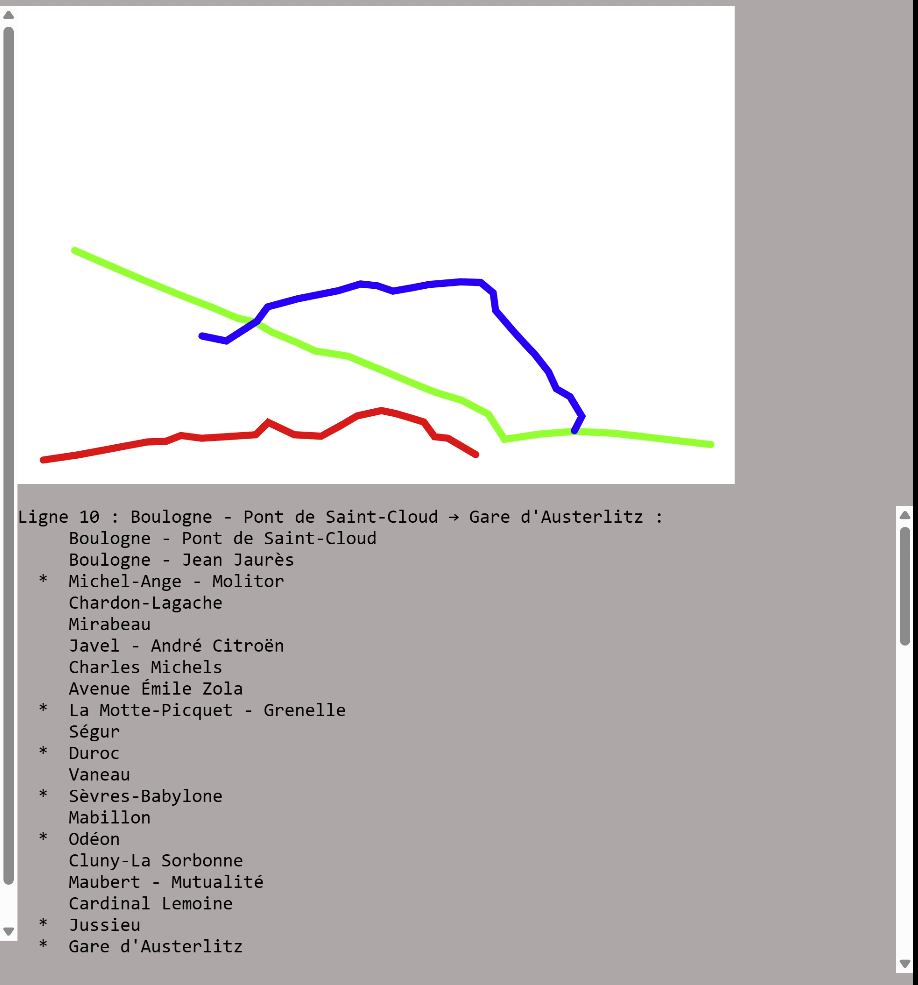 Ligne 10 : Boulogne - Pont de Saint-Cloud → Gare d'Austerlitz :
Boulogne - Pont de Saint-Cloud
Boulogne - Jean Jaurès
* Michel-Ange - Molitor
Chardon-Lagache
Mirabeau
Javel - André Citroën
Charles Michels
Avenue Émile Zola
* La Motte-Picquet - Grenelle
Ségur
* Duroc
Vaneau
* Sèvres-Babylone
Mabillon
* Odéon
Cluny-La Sorbonne
Maubert - Mutualité
Cardinal Lemoine
* Jussieu
* Gare d'Austerlitz